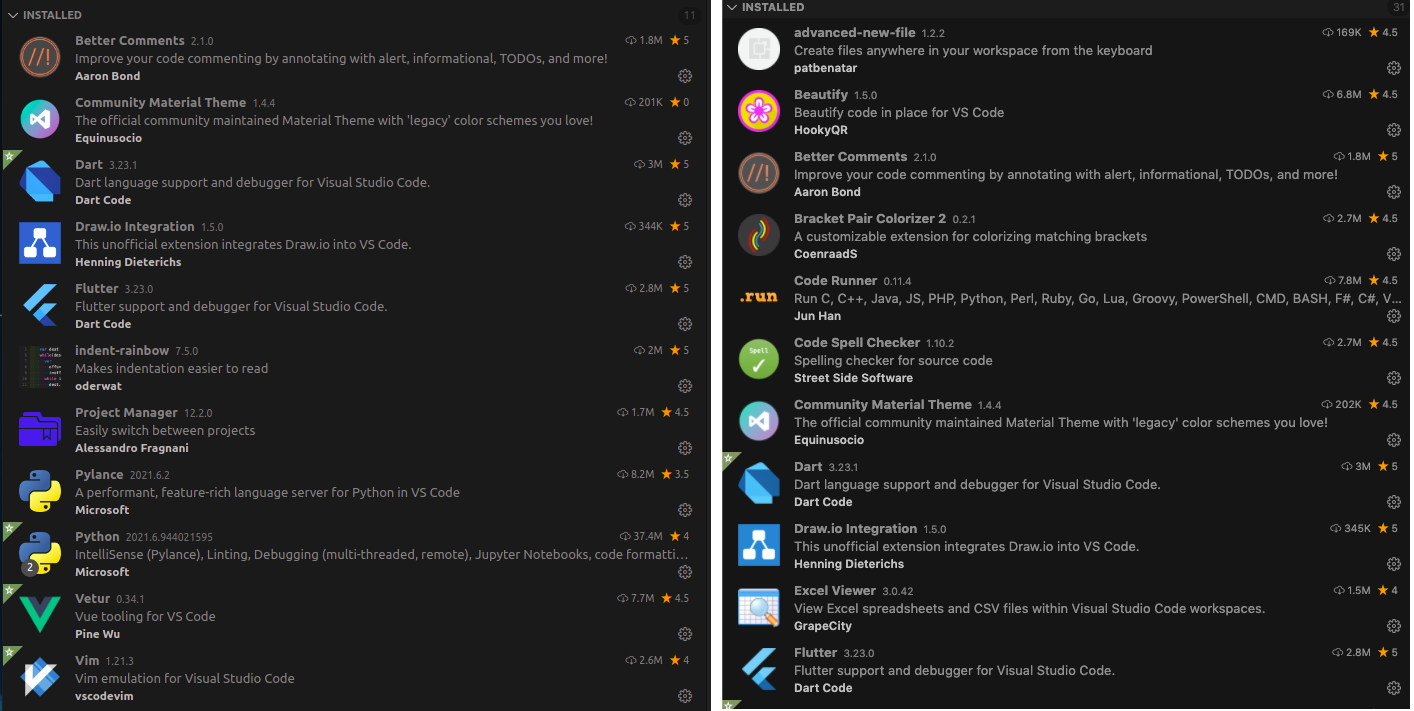 INSTALLED 11
Better Comments 2.1.0 1.8M ★ 5
Improve your code commenting by annotating with alert, informational, TODOs, and more!
Aaron Bond
Community Material Theme 1.4.4 201K ★ 0
The official community maintained Material Theme with 'legacy' color schemes you love!
Equinusocio
Dart 3.23.1 3M ★ 5
Dart language support and debugger for Visual Studio Code.
Dart Code
Draw.io Integration 1.5.0 344K ★ 5
This unofficial extension integrates Draw.io into VS Code.
Henning Dieterichs
Flutter 3.23.0 2.8M ★ 5
Flutter support and debugger for Visual Studio Code.
Dart Code
indent-rainbow 7.5.0 2M ★ 5
Makes indentation easier to read
oderwat
Project Manager 12.2.0 1.7M ★ 4.5
Easily switch between projects
Alessandro Fragnani
Pylance 2021.6.2 8.2M ★ 3.5
A performant, feature-rich language server for Python in VS Code
Microsoft
Python 2021.6.944021595 37.4M ★ 4
IntelliSense (Pylance), Linting, Debugging (multi-threaded, remote), Jupyter Notebooks, code formatti...
2
Microsoft
Vetur 0.34.1 7.7M ★ 4.5
Vue tooling for VS Code
Pine Wu
Vim 1.21.3 2.6M ★ 4
Vim emulation for Visual Studio Code
vscodevim
INSTALLED 31
advanced-new-file 1.2.2 169K ★ 4.5
Create files anywhere in your workspace from the keyboard
patbenatar
Beautify 1.5.0 6.8M ★ 4.5
Beautify code in place for VS Code
HookyQR
Better Comments 2.1.0 1.8M ★ 5
Improve your code commenting by annotating with alert, informational, TODOs, and more!
Aaron Bond
Bracket Pair Colorizer 2 0.2.1 2.7M ★ 4.5
A customizable extension for colorizing matching brackets
CoenraadS
Code Runner 0.11.4 7.8M ★ 4.5
.run
Run C, C++, Java, JS, PHP, Python, Perl, Ruby, Go, Lua, Groovy, PowerShell, CMD, BASH, F#, C#, V...
Jun Han
Code Spell Checker 1.10.2 2.7M ★ 4.5
Spell
Spelling checker for source code
Street Side Software
Community Material Theme 1.4.4 202K ★ 4.5
The official community maintained Material Theme with 'legacy' color schemes you love!
Equinusocio
Dart 3.23.1 3M ★ 5
Dart language support and debugger for Visual Studio Code.
Dart Code
Draw.io Integration 1.5.0 345K ★ 5
This unofficial extension integrates Draw.io into VS Code.
Henning Dieterichs
Excel Viewer 3.0.42 1.5M ★ 4
View Excel spreadsheets and CSV files within Visual Studio Code workspaces.
GrapeCity
Flutter 3.23.0 2.8M ★ 5
Flutter support and debugger for Visual Studio Code.
Dart Code